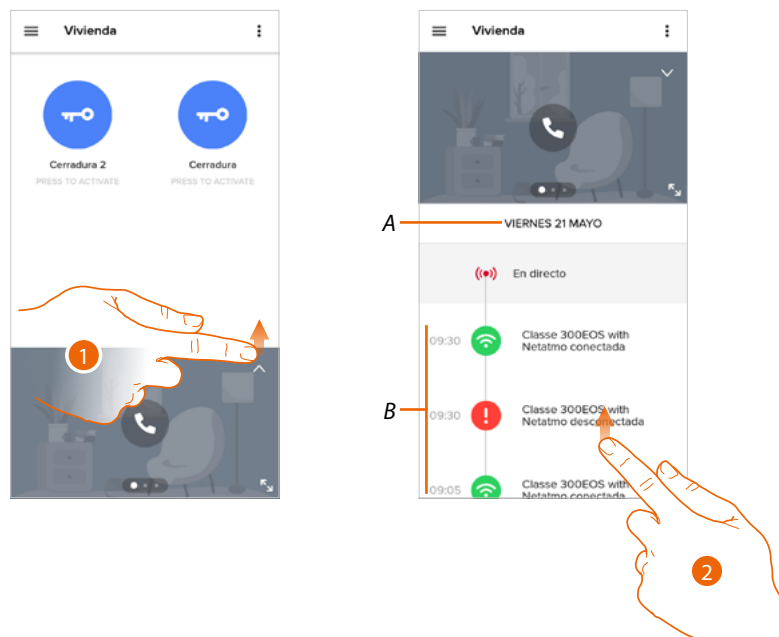 Vivienda
Cerradura 2
Cerradura
PRESS TO ACTIVATE
PRESS TO ACTIVATE
1
Vivienda
A
VIERNES 21 MAYO
En directo
B
09:30
Classe 300EOS with
Netatmo conectada
09:30
Classe 300EOS with
Netatmo desconectada
09:05
Classe 300EOS with
Netatmo conectada
2